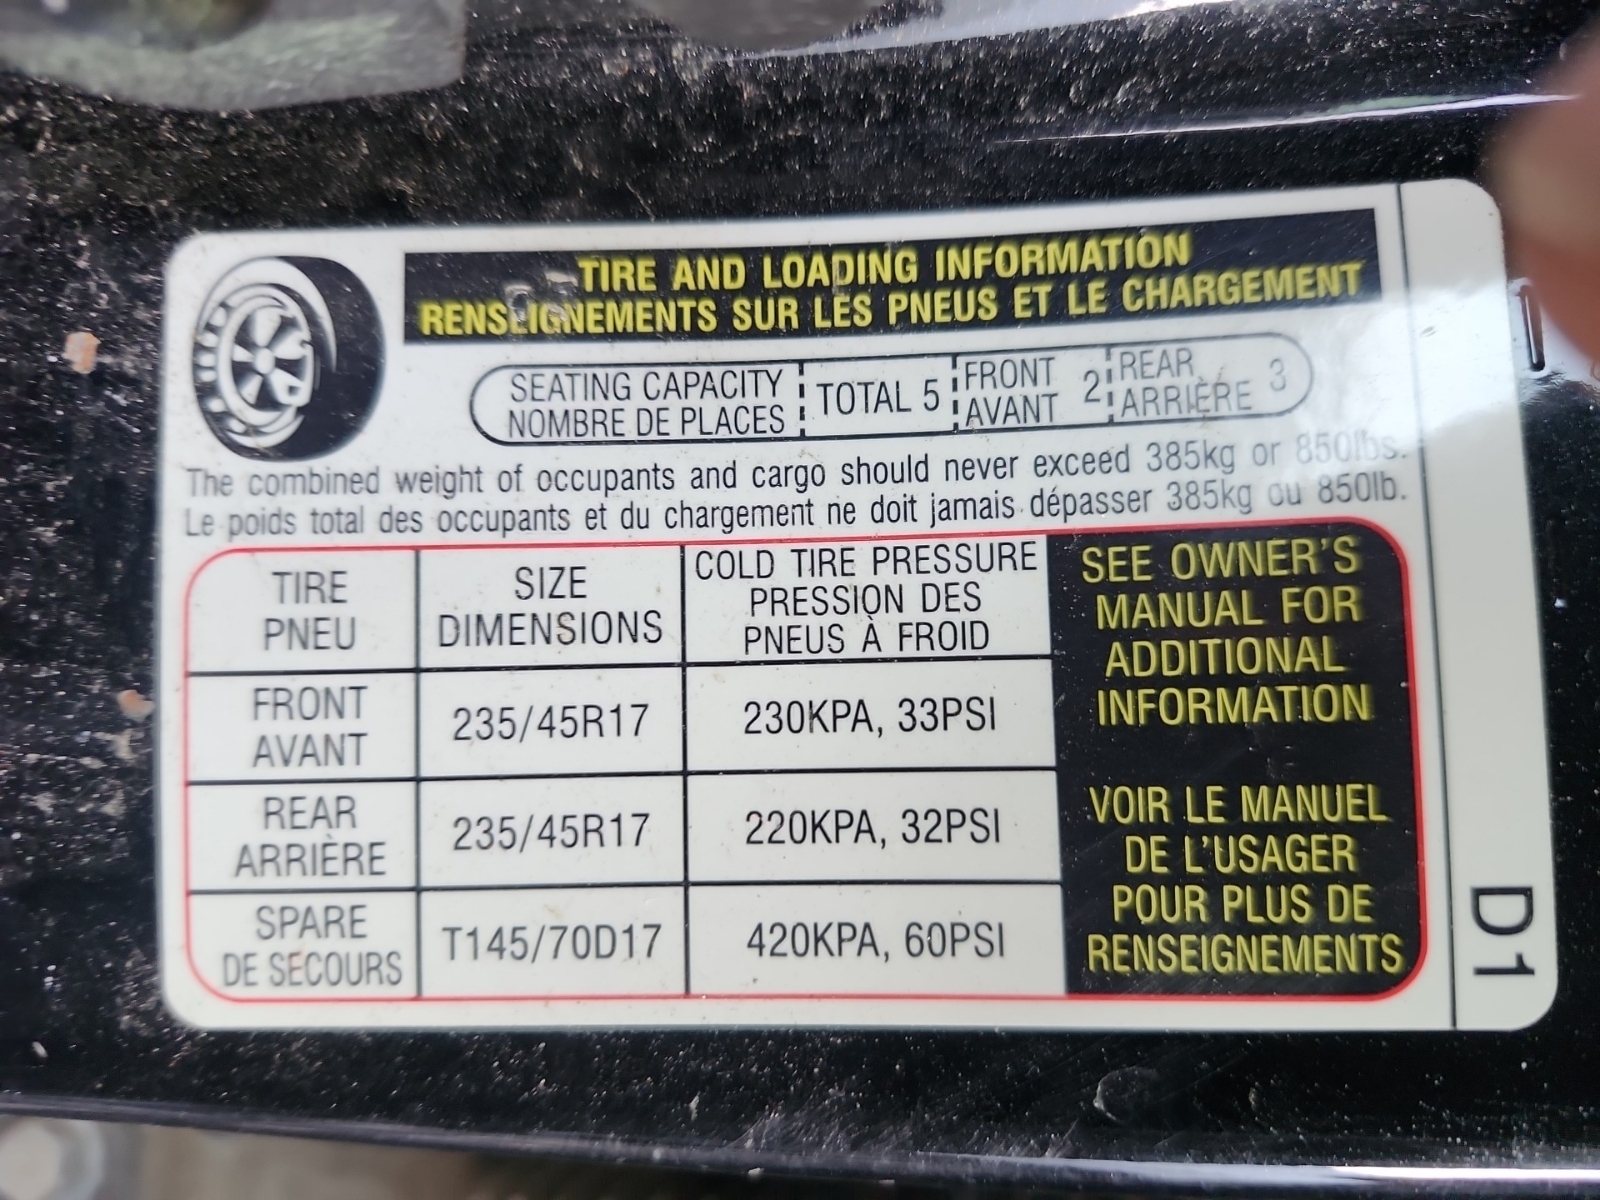 TIRE AND LOADING INFORMATION
RENSEIGNEMENTS SUR LES PNEUS ET LE CHARGEMENT
SEATING CAPACITY TOTAL 5 FRONT 2 REAR 3
NOMBRE DE PLACES AVANT ARRIÈRE
The combined weight of occupants and cargo should never exceed 385kg or 850lbs.
Le poids total des occupants et du chargement ne doit jamais dépasser 385kg ou 850lb.
TIRE
PNEU
SIZE
DIMENSIONS
COLD TIRE PRESSURE
PRESSION DES
PNEUS À FROID
FRONT
AVANT
235/45R17
230KPA, 33PSI
REAR
ARRIÈRE
235/45R17
220KPA, 32PSI
SPARE
DE SECOURS
T145/70D17
420KPA, 60PSI
SEE OWNER'S
MANUAL FOR
ADDITIONAL
INFORMATION
VOIR LE MANUEL
DE L'USAGER
POUR PLUS DE
RENSEIGNEMENTS
D1